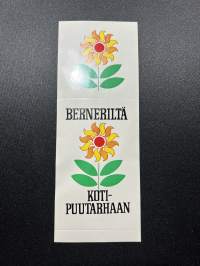 BERNERILTÄ
KOTI-
PUUTARHAAN